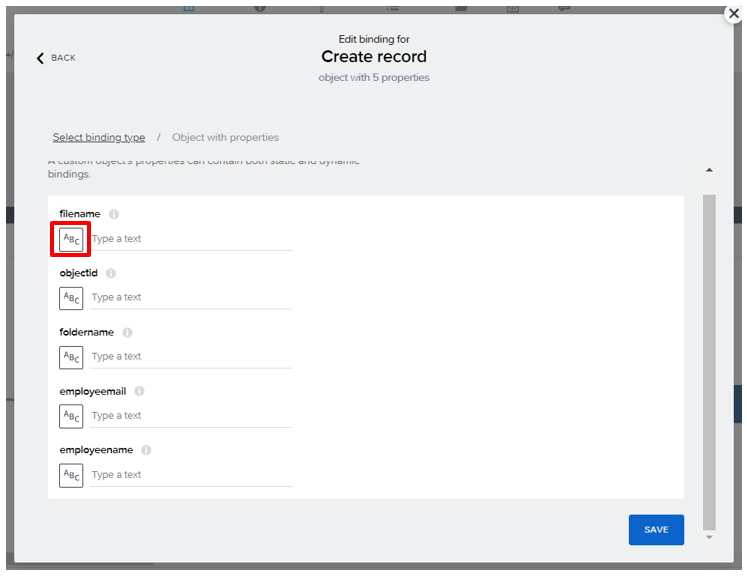 Edit binding for
BACK
Create record
object with 5 properties
Select binding type / Object with properties
A custom object's properties can contain both static and dynamic
bindings.
filename
ABC Type a text
objectid
ABC Type a text
foldername
ABC Type a text
employeemail
ABC Type a text
employeename
ABC Type a text
SAVE